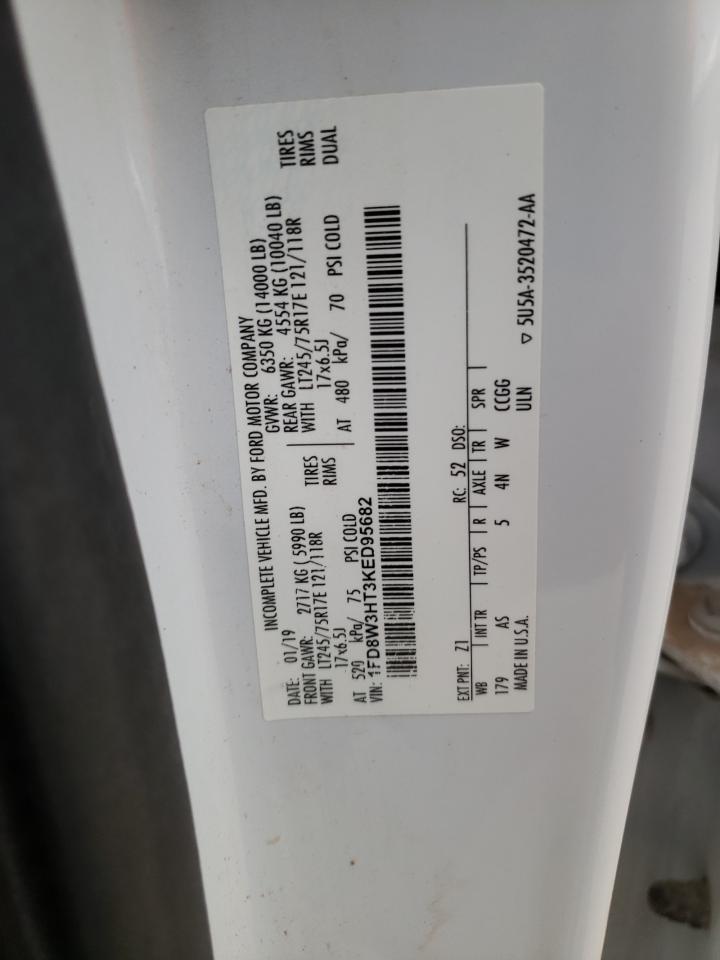 INCOMPLETE VEHICLE MFD. BY FORD MOTOR COMPANY
DATE: 01/19 GVWR: 6350 KG (14000 LB)
FRONT GAWR: 2717 KG ( 5990 LB) REAR GAWR: 4554 KG (10040 LB)
WITH LT245/75R17E 121/118R TIRES WITH LT245/75R17E 121/118R TIRES
17x6.5J RIMS 17x6.5J RIMS
AT 520 kPa/ 75 PSI COLD AT 480 kPa/ 70 PSI COLD DUAL
VIN: 1FD8W3HT3KED95682
EXT PNT: Z1 RC: 52 DSO:
WB INT TR TP/PS R AXLE TR SPR
179 AS 5 4N W CCGG
MADE IN U.S.A. ULN
▽ 5U5A-3520472-AA